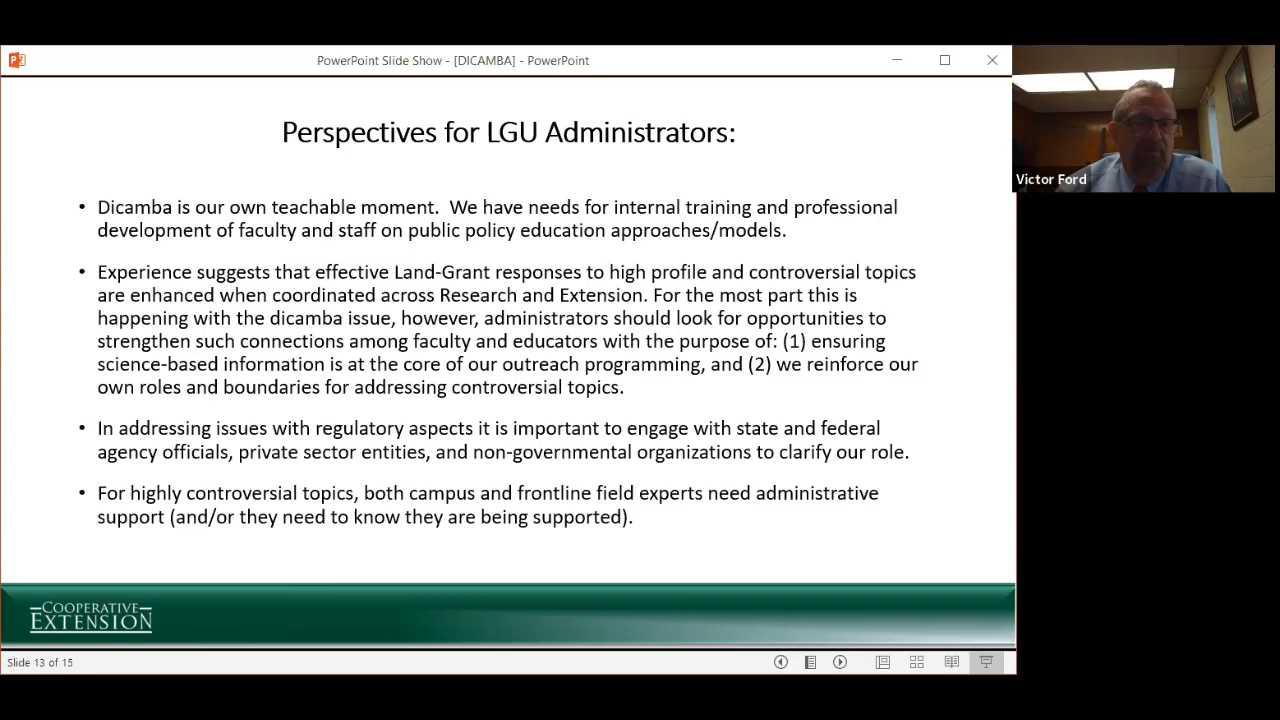 PowerPoint Slide Show - [DICAMBA] - PowerPoint
Perspectives for LGU Administrators:
• Dicamba is our own teachable moment.  We have needs for internal training and professional
development of faculty and staff on public policy education approaches/models.
• Experience suggests that effective Land-Grant responses to high profile and controversial topics
are enhanced when coordinated across Research and Extension. For the most part this is
happening with the dicamba issue, however, administrators should look for opportunities to
strengthen such connections among faculty and educators with the purpose of: (1) ensuring
science-based information is at the core of our outreach programming, and (2) we reinforce our
own roles and boundaries for addressing controversial topics.
• In addressing issues with regulatory aspects it is important to engage with state and federal
agency officials, private sector entities, and non-governmental organizations to clarify our role.
• For highly controversial topics, both campus and frontline field experts need administrative
support (and/or they need to know they are being supported).
COOPERATIVE
EXTENSION
Slide 13 of 15
Victor Ford